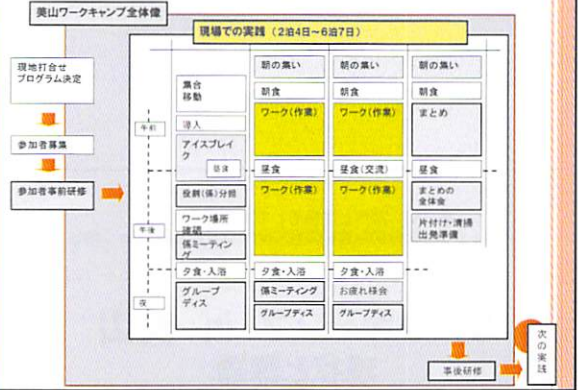 美山ワークキャンプ全体像
現場での実践（2泊4日～6泊7日）
現地打合せ
プログラム決定
参加者募集
参加者事前研修
午前
午後
夜
集合
移動
導入
アイスブレイ
ク
昼食
役割(係)分担
ワーク場所
確認
係ミーティン
グ
夕食・入浴
グループ
ディス
朝の集い
朝食
ワーク(作業)
昼食
ワーク(作業)
夕食・入浴
係ミーティング
グループディス
朝の集い
朝食
ワーク(作業)
昼食(交流)
ワーク(作業)
夕食・入浴
お疲れ様会
グループディス
朝の集い
朝食
まとめ
昼食
まとめの
全体会
片付け・清掃
出発準備
事後研修
次の実践